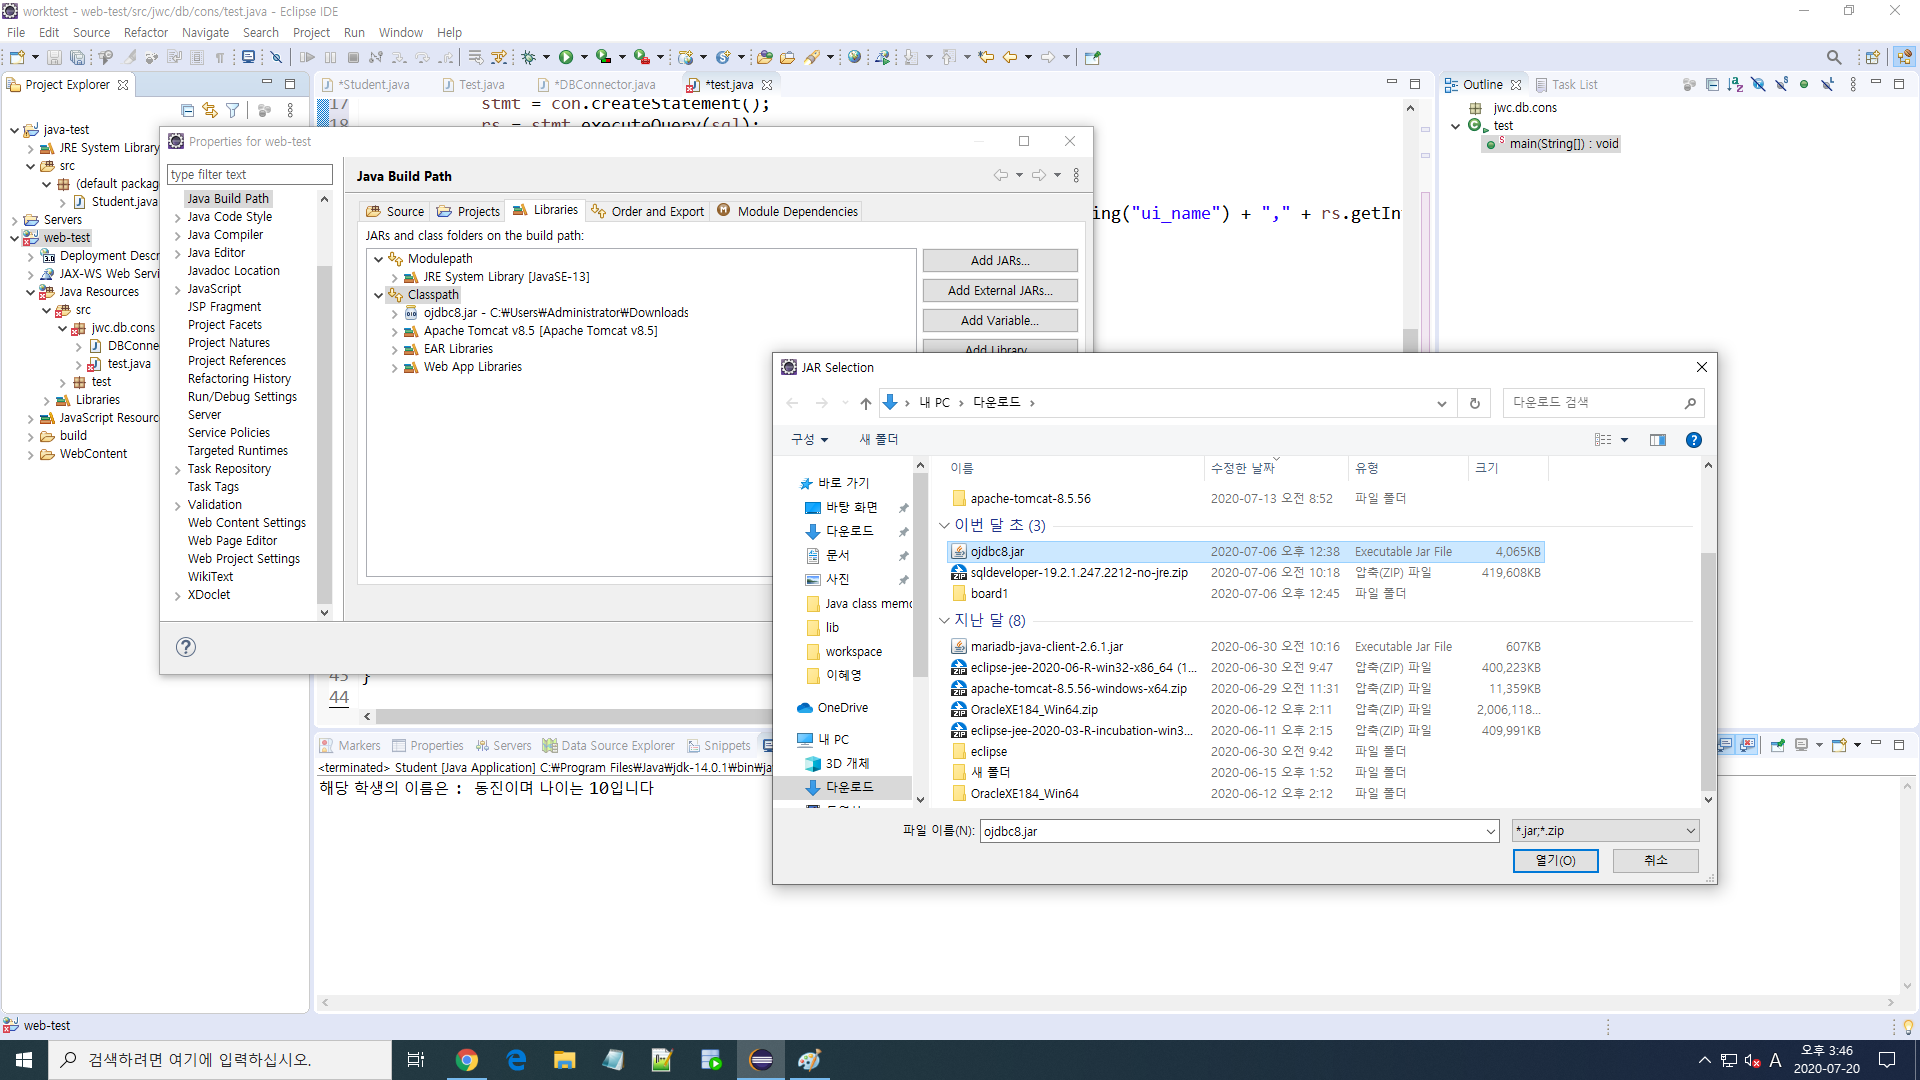 worktest - web-test/src/jwc/db/cons/test.java - Eclipse IDE
File Edit Source Refactor Navigate Search Project Run Window Help
Project Explorer
java-test
JRE System Library
src
(default packag
Student.java
Servers
web-test
Deployment Descr
JAX-WS Web Servi
Java Resources
src
jwc.db.cons
DBConne
test.java
test
Libraries
JavaScript Resourc
build
WebContent
*Student.java Test.java *DBConnector.java *test.java
17 stmt = con.createStatement();
18 rs = stmt.executeQuery(sql);
ing("ui_name") + "," + rs.getIn
43 }
44
Outline Task List
jwc.db.cons
test
main(String[]) : void
Properties for web-test
type filter text
Java Build Path
Java Code Style
Java Compiler
Java Editor
Javadoc Location
JavaScript
JSP Fragment
Project Facets
Project Natures
Project References
Refactoring History
Run/Debug Settings
Server
Service Policies
Targeted Runtimes
Task Repository
Task Tags
Validation
Web Content Settings
Web Page Editor
Web Project Settings
WikiText
XDoclet
Java Build Path
Source Projects Libraries Order and Export Module Dependencies
JARs and class folders on the build path:
Modulepath
JRE System Library [JavaSE-13]
Classpath
ojdbc8.jar - C:₩Users₩Administrator₩Downloads
Apache Tomcat v8.5 [Apache Tomcat v8.5]
EAR Libraries
Web App Libraries
Add JARs...
Add External JARs...
Add Variable...
Add Library...
JAR Selection
내 PC > 다운로드 >
다운로드 검색
구성 새 폴더
바로 가기
바탕 화면
다운로드
문서
사진
Java class memo
lib
workspace
이혜영
OneDrive
내 PC
3D 개체
다운로드
이름 수정한 날짜 유형 크기
apache-tomcat-8.5.56 2020-07-13 오전 8:52 파일 폴더
이번 달 초 (3)
ojdbc8.jar 2020-07-06 오후 12:38 Executable Jar File 4,065KB
sqldeveloper-19.2.1.247.2212-no-jre.zip 2020-07-06 오전 10:18 압축(ZIP) 파일 419,608KB
board1 2020-07-06 오후 12:45 파일 폴더
지난 달 (8)
mariadb-java-client-2.6.1.jar 2020-06-30 오전 10:16 Executable Jar File 607KB
eclipse-jee-2020-06-R-win32-x86_64 (1... 2020-06-30 오전 9:47 압축(ZIP) 파일 400,223KB
apache-tomcat-8.5.56-windows-x64.zip 2020-06-29 오전 11:31 압축(ZIP) 파일 11,359KB
OracleXE184_Win64.zip 2020-06-12 오후 2:11 압축(ZIP) 파일 2,006,118...
eclipse-jee-2020-03-R-incubation-win3... 2020-06-11 오후 2:15 압축(ZIP) 파일 409,991KB
eclipse 2020-06-30 오전 9:42 파일 폴더
새 폴더 2020-06-15 오후 1:52 파일 폴더
OracleXE184_Win64 2020-06-12 오후 2:12 파일 폴더
파일 이름(N): ojdbc8.jar *.jar;*.zip
열기(O) 취소
Markers Properties Servers Data Source Explorer Snippets
<terminated> Student [Java Application] C:₩Program Files₩Java₩jdk-14.0.1₩bin₩ja
해당 학생의 이름은 : 동진이며 나이는 10입니다
web-test
검색하려면 여기에 입력하십시오.
A
오후 3:46
2020-07-20